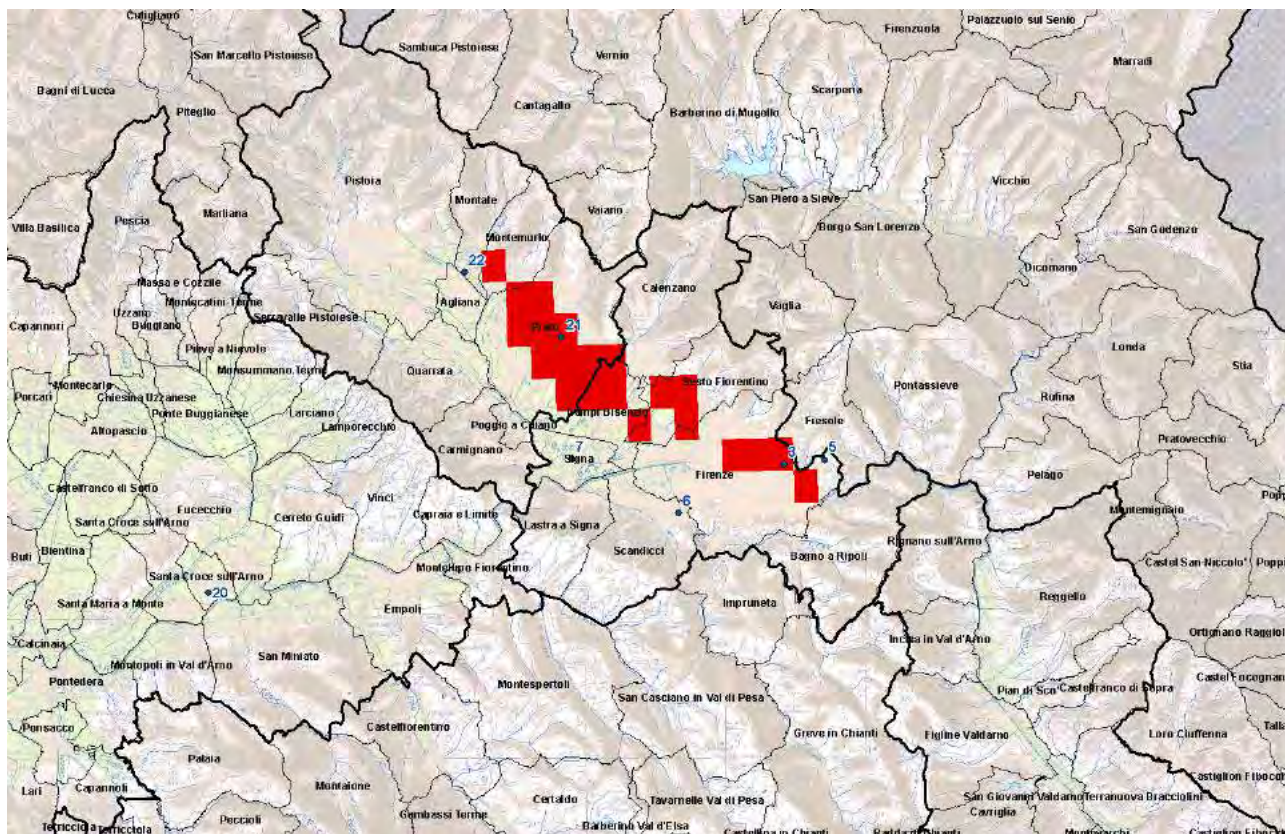 Cutigliano
Palazzuolo sul Senio
Firenzuola
Sambuca Pistoiese
San Marcello Pistoiese
Vernio
Marradi
Bagni di Lucca
Scarperia
Cantagallo
Barberino di Mugello
Piteglio
Pistoia
Vicchio
Montale
San Piero a Sieve
Vaiano
Marliana
Pescia
Villa Basilica
Borgo San Lorenzo
San Godenzo
Montemurlo
22
Dicomano
Massa e Cozzile
Calenzano
Agliana
Montecatini-Terme
Vaglia
Uzzano
Serravalle Pistoiese
Buggiano
Capannori
Prato
21
Londa
Pieve a Nievole
Stia
Quarrata
Monsummano Terme
Sesto Fiorentino
Montecarlo
Pontassieve
Porcari
Chiesina Uzzanese
Rufina
Larciano
Ponte Buggianese
Campi Bisenzio
Fiesole
Poggio a Caiano
Lamporecchio
Altopascio
Pratovecchio
7
5
Carmignano
Signa
3
Firenze
Pelago
Castelfranco di Sotto
Vinci
6
Fucecchio
Montemignaio
Capraia e Limite
Cerreto Guidi
Santa Croce sull'Arno
Lastra a Signa
Rignano sull'Arno
Scandicci
Bagno a Ripoli
Buti
Bientina
Castel San Niccolo'
Poppi
Montelupo Fiorentino
Santa Croce sull'Arno
20
Reggello
Santa Maria a Monte
Impruneta
Empoli
Ortignano Raggiolo
Calcinaia
Incisa in Val d'Arno
San Miniato
Montopoli in Val d'Arno
Castel Focognano
Pontedera
Montespertoli
Pian di Sco
Castelfranco di Sopra
San Casciano in Val di Pesa
Castelfiorentino
Ponsacco
Greve in Chianti
Figline Valdarno
Loro Ciuffenna
Palaia
Capannoli
Montaione
Lari
San Giovanni Valdarno
Terranuova Bracciolini
Certaldo
Tavarnelle Val di Pesa
Cavriglia
Gambassi Terme
Peccioli
Terricciola
Terricciola
Barberino Val d'Elsa